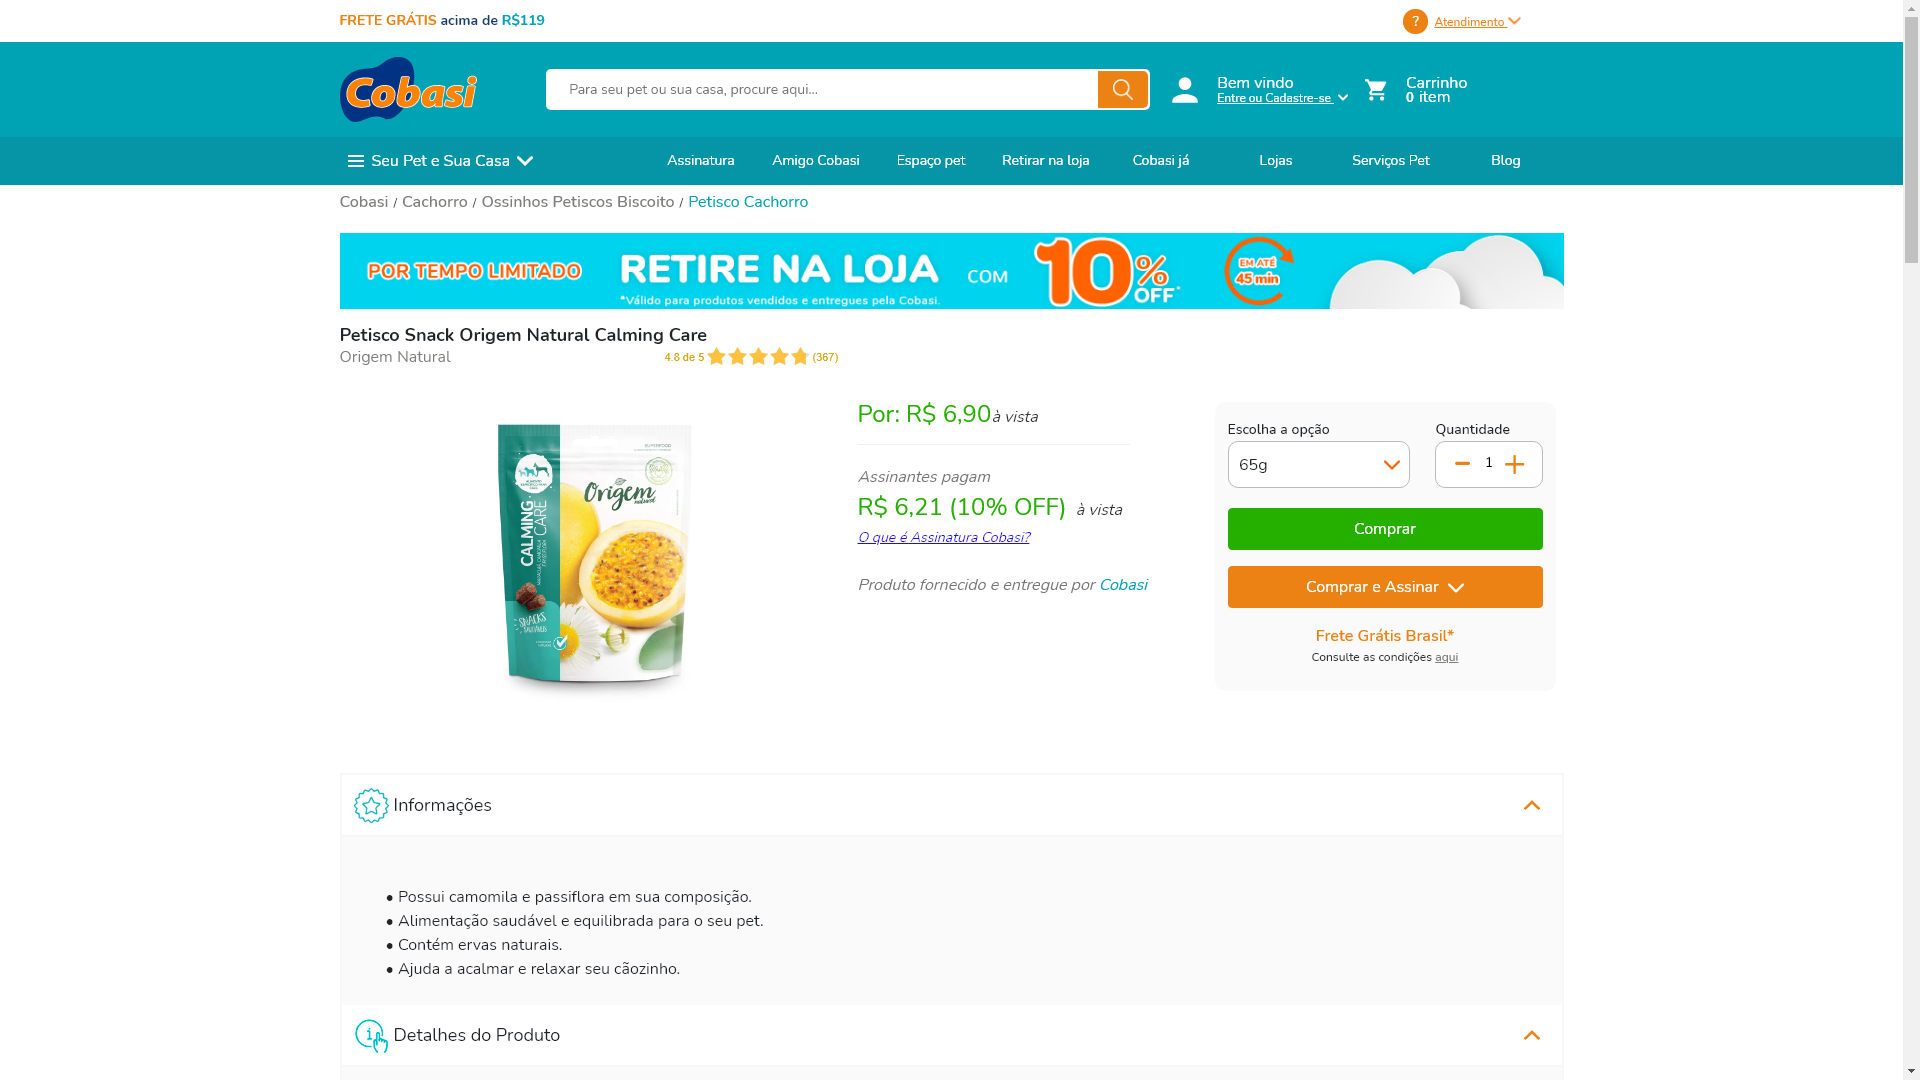 FRETE GRÁTIS acima de R$119
? Atendimento
Cobasi
Para seu pet ou sua casa, procure aqui...
Bem vindo
Entre ou Cadastre-se
Carrinho
0 item
Seu Pet e Sua Casa
Assinatura
Amigo Cobasi
Espaço pet
Retirar na loja
Cobasi já
Lojas
Serviços Pet
Blog
Cobasi / Cachorro / Ossinhos Petiscos Biscoito / Petisco Cachorro
POR TEMPO LIMITADO
RETIRE NA LOJA
*Válido para produtos vendidos e entregues pela Cobasi.
COM
10% OFF*
EM ATÉ
45 min
Petisco Snack Origem Natural Calming Care
Origem Natural
4.8 de 5
(367)
Origem
natural
CALMING
CARE
SNACKS
Por: R$ 6,90 à vista
Assinantes pagam
R$ 6,21 (10% OFF) à vista
O que é Assinatura Cobasi?
Produto fornecido e entregue por Cobasi
Escolha a opção
65g
Quantidade
1
Comprar
Comprar e Assinar
Frete Grátis Brasil*
Consulte as condições aqui
Informações
• Possui camomila e passiflora em sua composição.
• Alimentação saudável e equilibrada para o seu pet.
• Contém ervas naturais.
• Ajuda a acalmar e relaxar seu cãozinho.
Detalhes do Produto